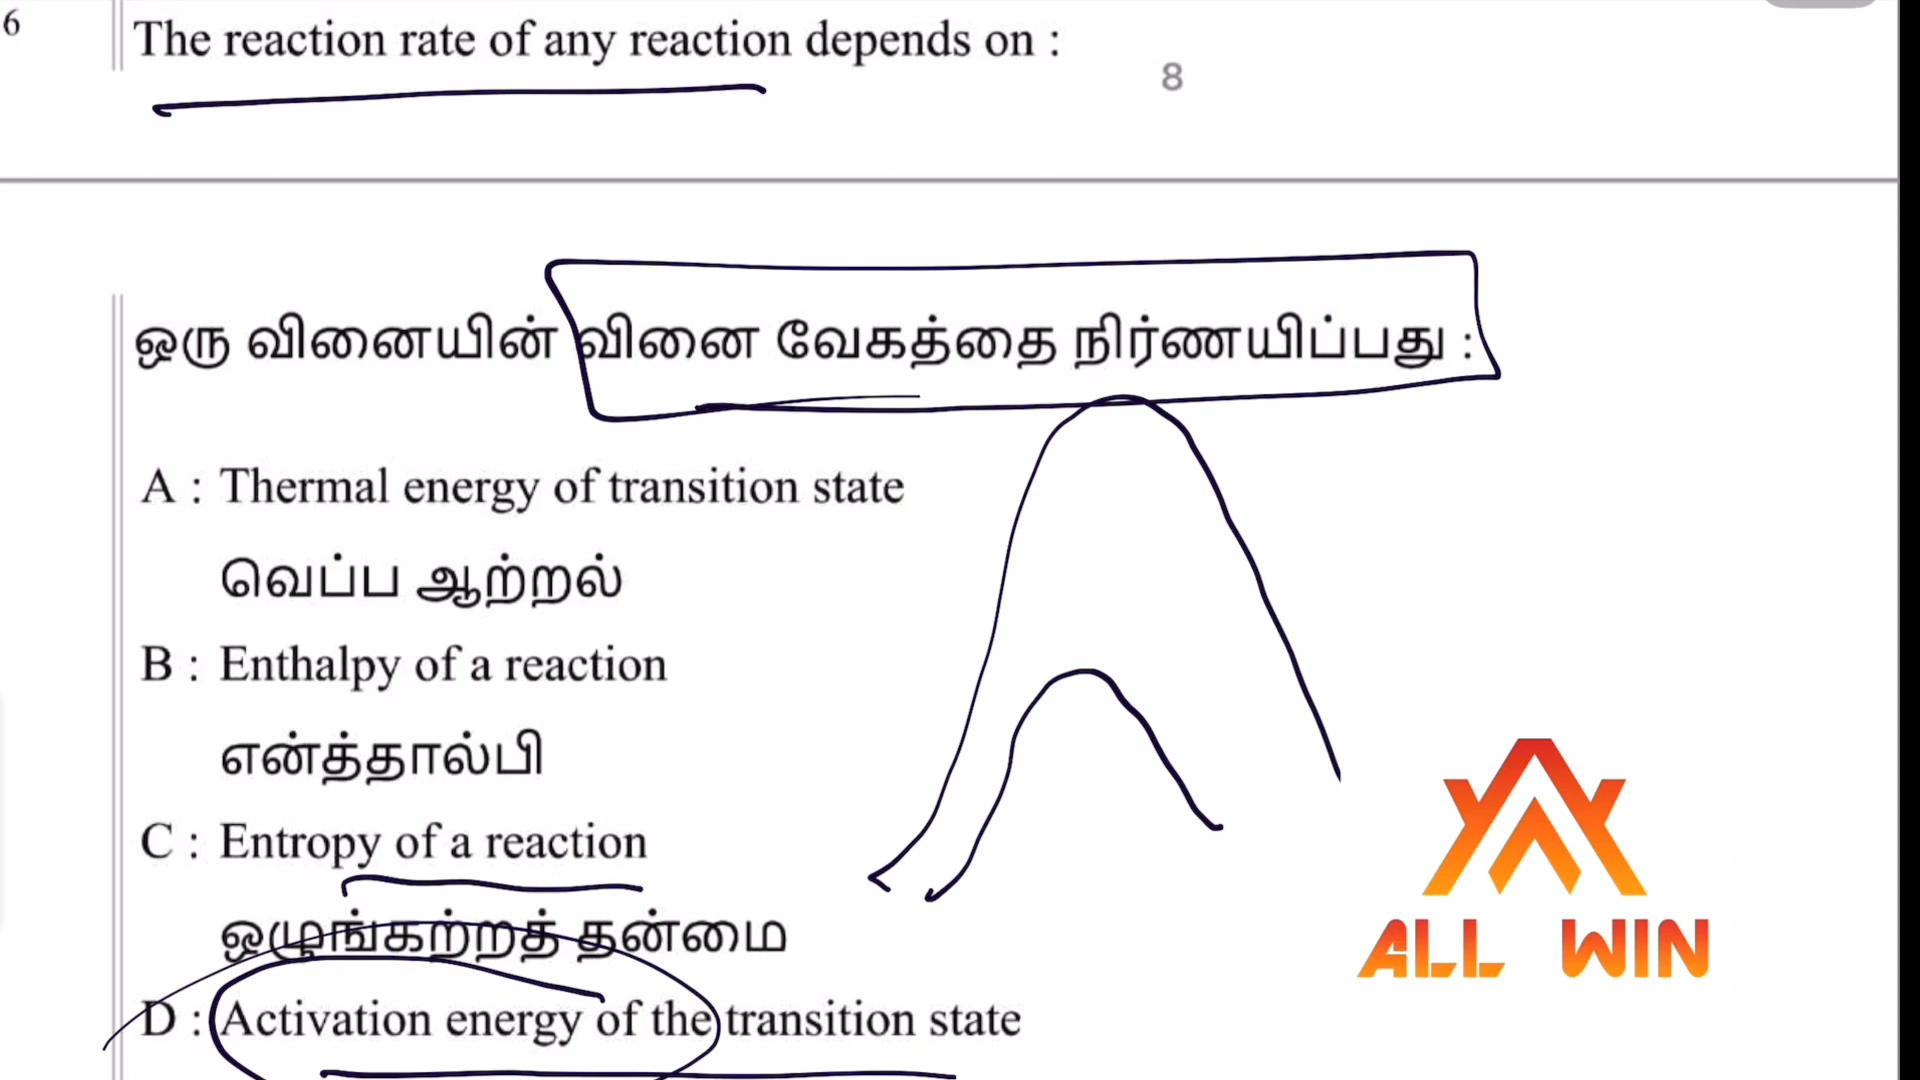 6
The reaction rate of any reaction depends on :
8
ஒரு வினையின் வினை வேகத்தை நிர்ணயிப்பது :
A : Thermal energy of transition state
வெப்ப ஆற்றல்
B : Enthalpy of a reaction
என்த்தால்பி
C : Entropy of a reaction
ஒழுங்கற்றத் தன்மை
D : Activation energy of the transition state
ALL WIN